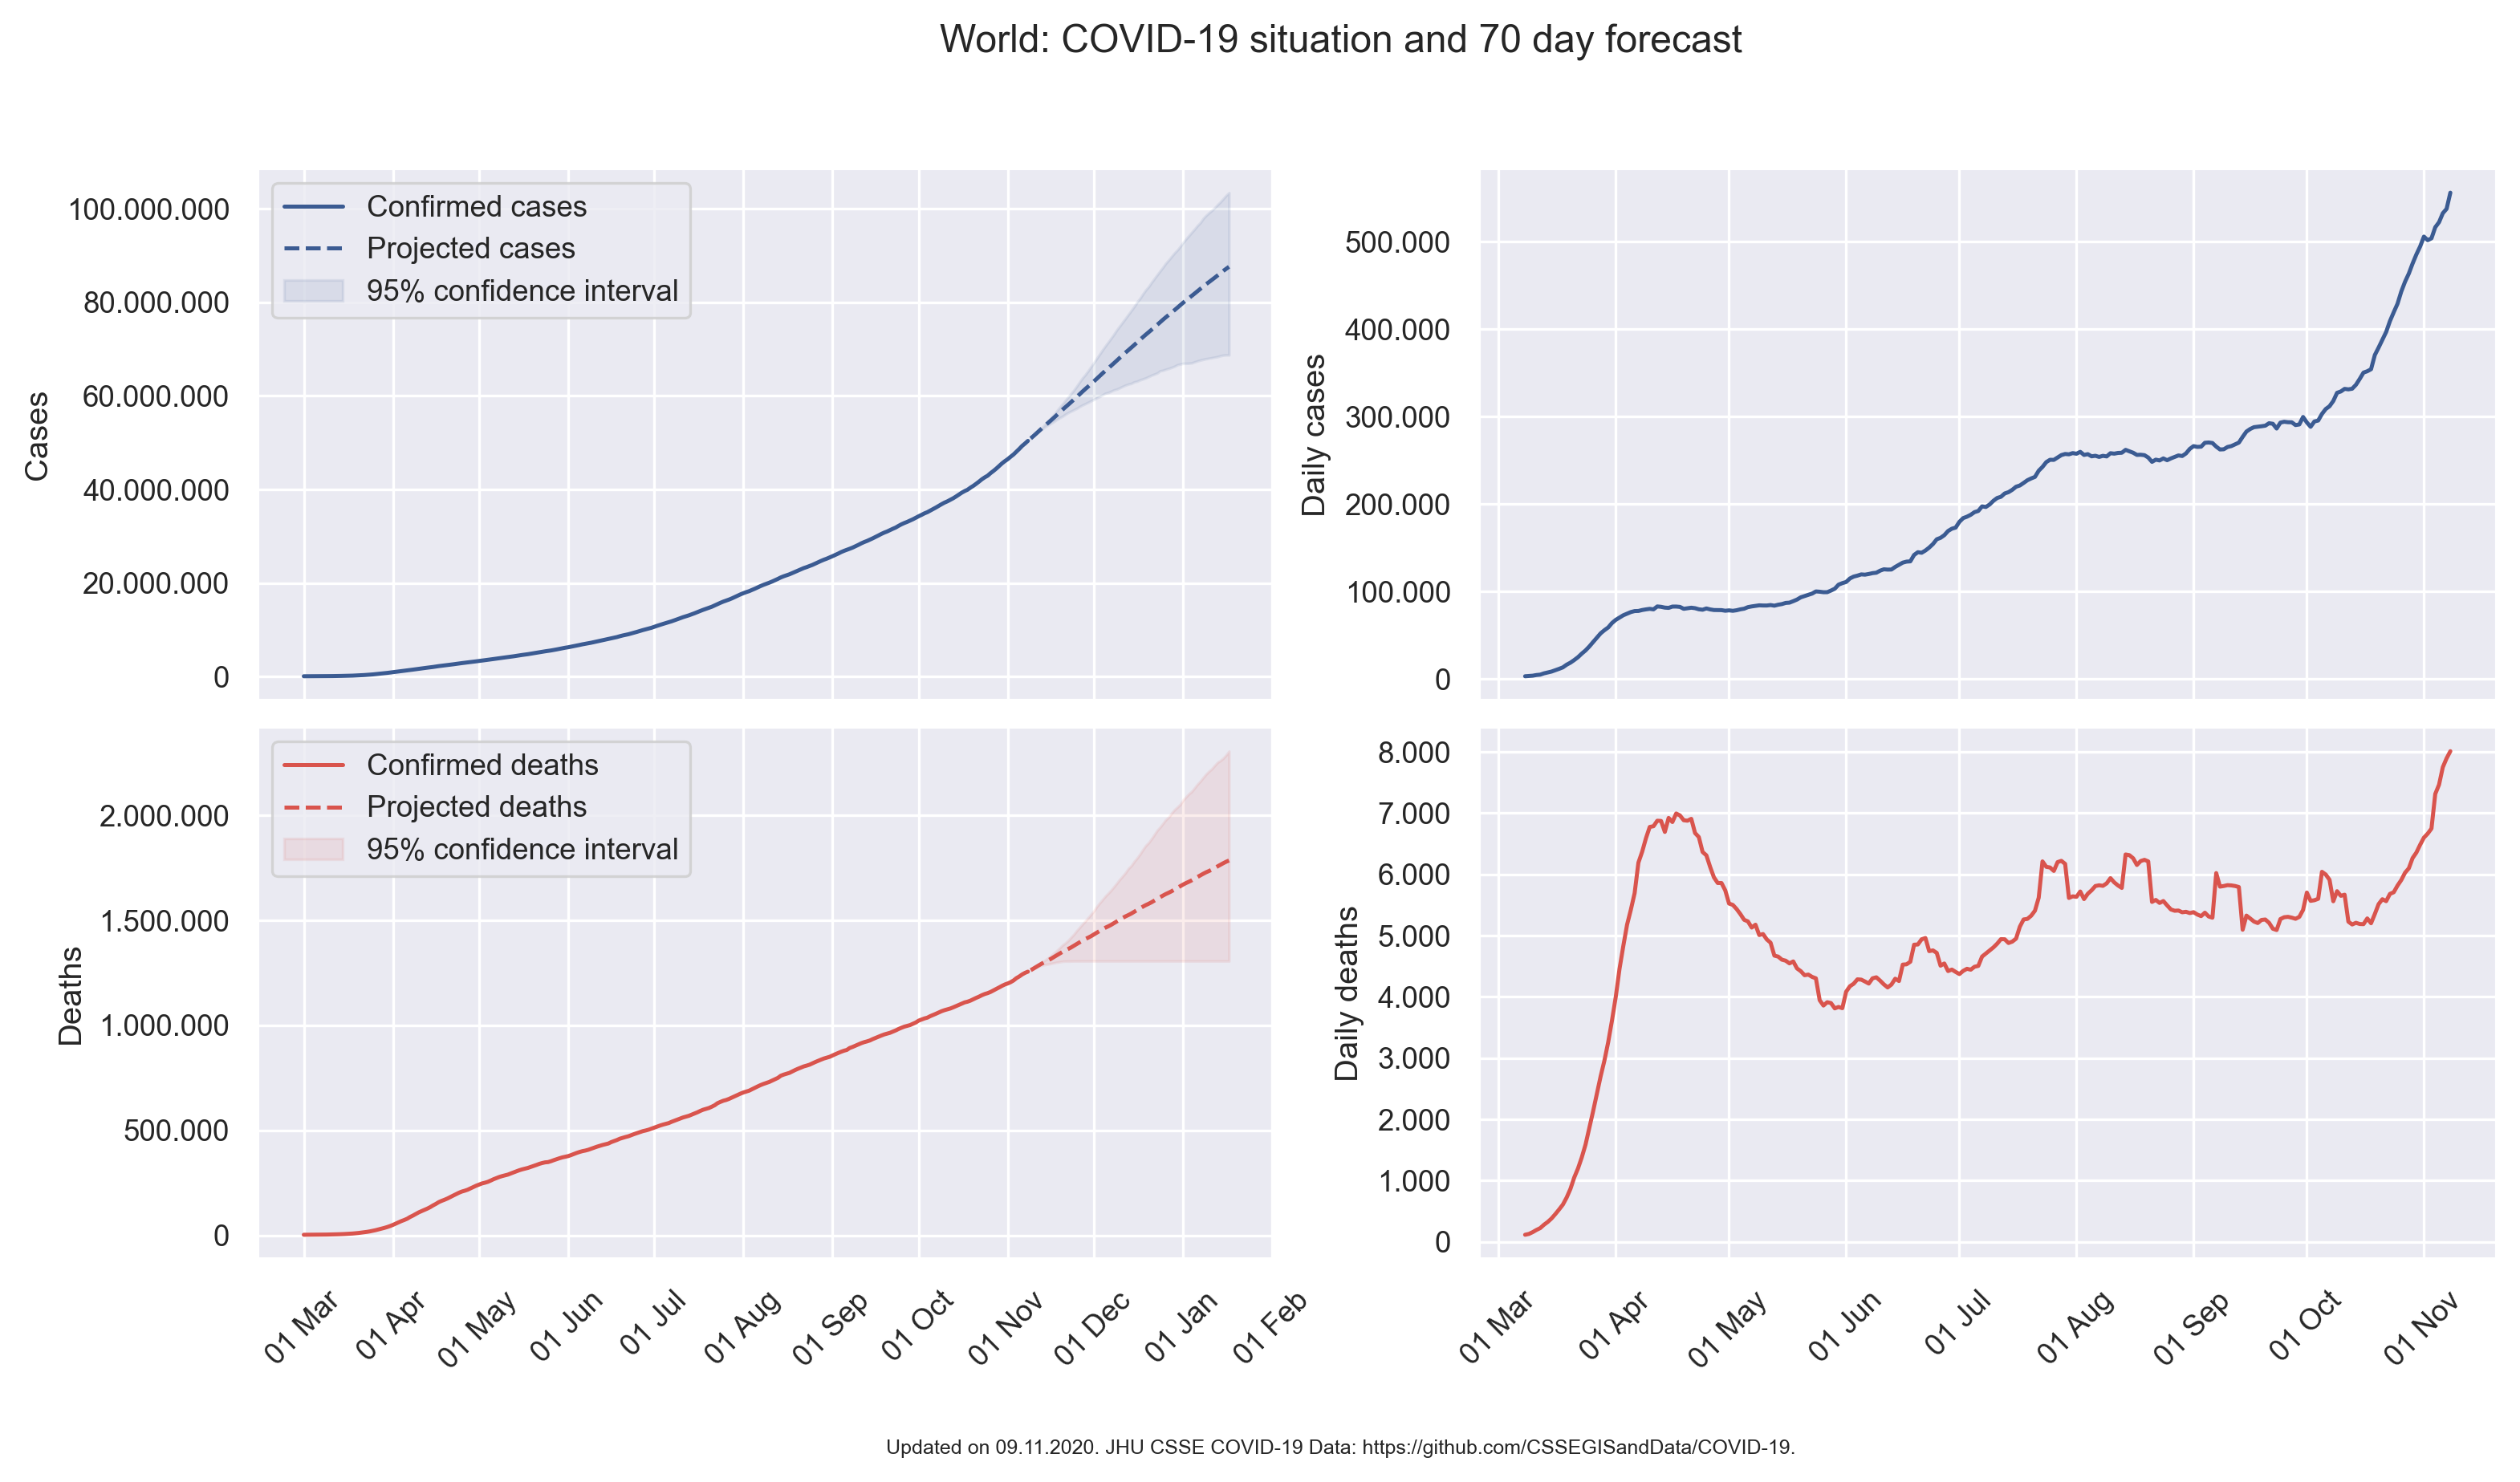 World: COVID-19 situation and 70 day forecast
Confirmed cases
Projected cases
95% confidence interval
100.000.000
80.000.000
60.000.000
40.000.000
20.000.000
0
Cases
500.000
400.000
300.000
200.000
100.000
0
Daily cases
Confirmed deaths
Projected deaths
95% confidence interval
2.000.000
1.500.000
1.000.000
500.000
0
Deaths
01 Mar
01 Apr
01 May
01 Jun
01 Jul
01 Aug
01 Sep
01 Oct
01 Nov
01 Dec
01 Jan
01 Feb
8.000
7.000
6.000
5.000
4.000
3.000
2.000
1.000
0
Daily deaths
01 Mar
01 Apr
01 May
01 Jun
01 Jul
01 Aug
01 Sep
01 Oct
01 Nov
Updated on 09.11.2020. JHU CSSE COVID-19 Data: https://github.com/CSSEGISandData/COVID-19.